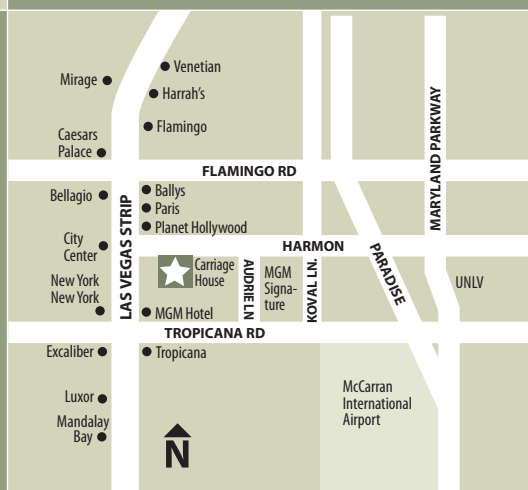 Venetian
Mirage
Harrah's
Flamingo
Caesars
Palace
FLAMINGO RD
Bellagio
Ballys
Paris
Planet Hollywood
LAS VEGAS STRIP
MARYLAND PARKWAY
City
Center
HARMON
PARADISE
Carriage
House
AUDRIE LN
MGM
Signa-
ture
KOVAL LN.
UNLV
New York
New York
MGM Hotel
TROPICANA RD
Excaliber
Tropicana
Luxor
Mandalay
Bay
McCarran
International
Airport
N